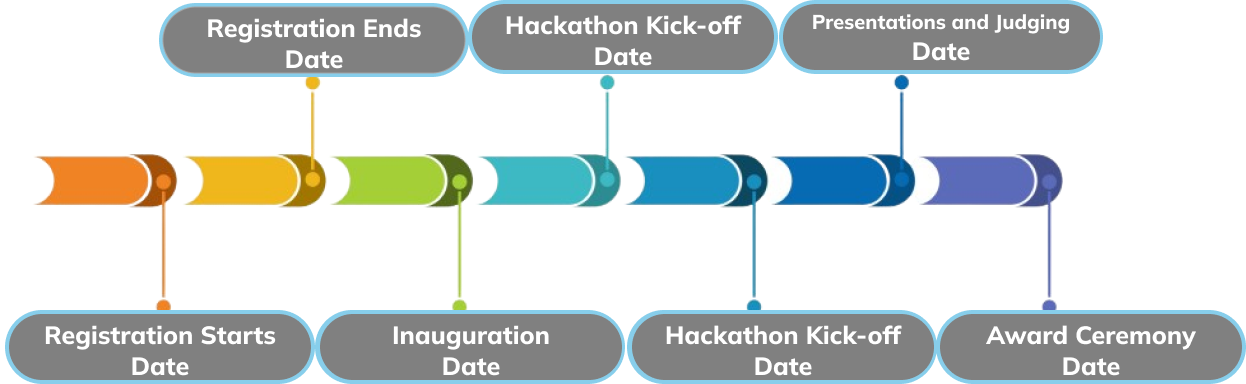 Registration Ends
Date
Hackathon Kick-off
Date
Presentations and Judging
Date
Registration Starts
Date
Inauguration
Date
Hackathon Kick-off
Date
Award Ceremony
Date